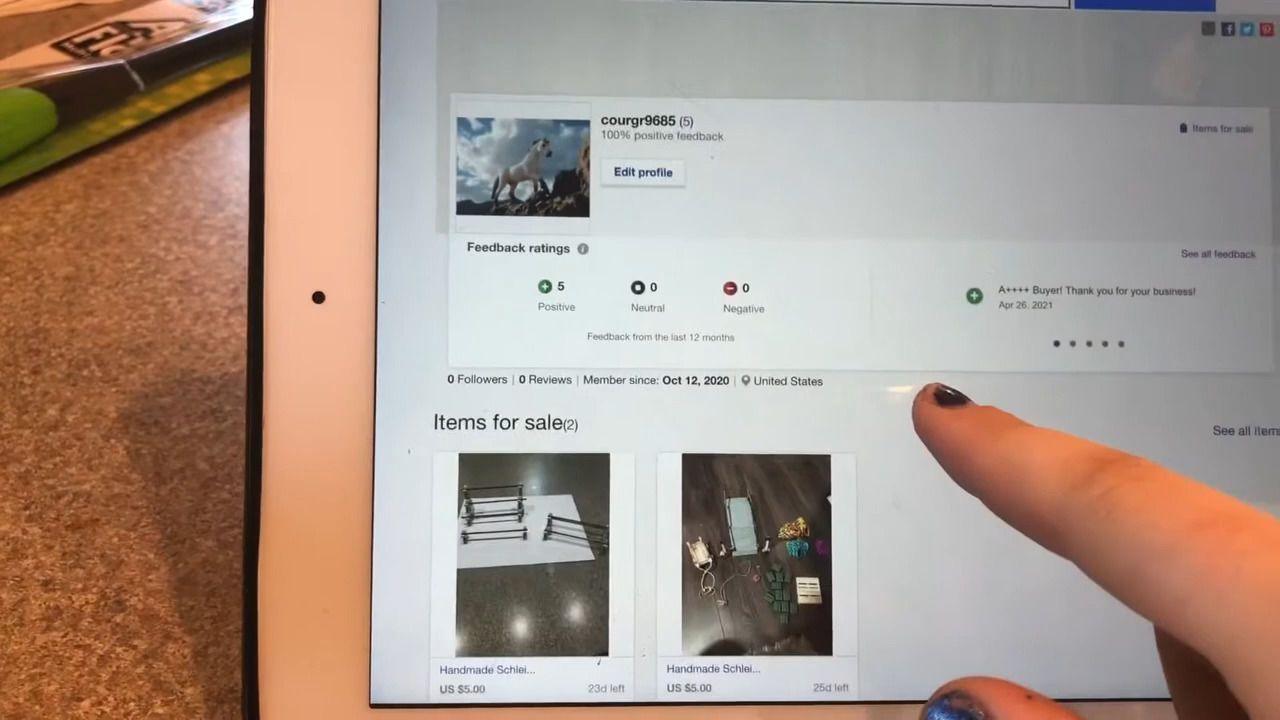 courgr9685 (5)
100% positive feedback
Items for sale
Edit profile
Feedback ratings
See all feedback
5
0
0
Positive
Neutral
Negative
A++++ Buyer! Thank you for your business!
Apr 26, 2021
Feedback from the last 12 months
0 Followers | 0 Reviews | Member since: Oct 12, 2020 | United States
Items for sale(2)
See all items
Handmade Schlei...
US $5.00
23d left
Handmade Schlei...
US $5.00
25d left